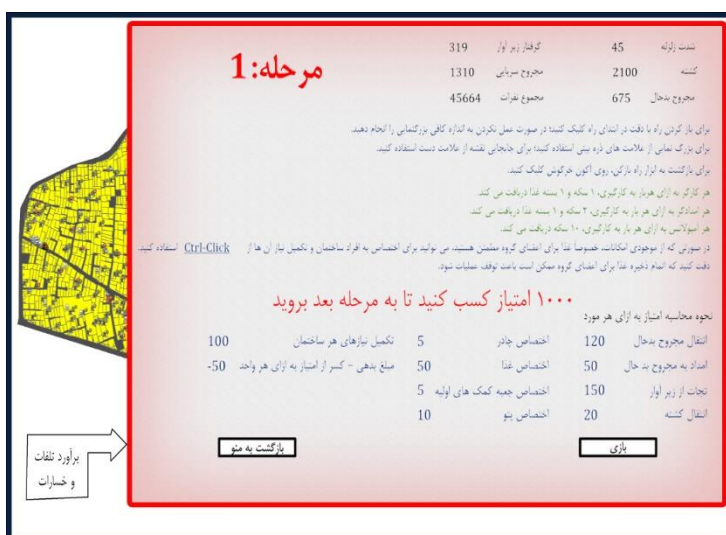 مرحله:1
شدت زلزله 45 گرفتار زیر آوار 319
کشته 2100 مجروح سرپایی 1310
مجروح بدحال 675 مجموع نفرات 45664
برای باز کردن راه با دقت در ابتدای راه کلیک کنید؛ در صورت عمل نکردن به اندازه کافی بزرگنمایی را انجام دهید.
برای بزرگ نمایی از علامت های ذره بینی استفاده کنید؛ برای جابجایی نقشه از علامت دست استفاده کنید.
برای بازگشت به ابزار راه بازکن، روی آکون خرگوش کلیک کنید.
هر کارگر به ازای هربار به کارگیری، ۱ سکه و ۱ بسته غذا دریافت می کند.
هر امدادگر به ازای هر بار به کارگیری، ۲ سکه و ۱ بسته غذا دریافت می کند.
هر آمبولانسی به ازای هر بار به کارگیری، ۱۰ سکه دریافت می کند.
در صورتی که از موجودی امکانات، خصوصاً غذا برای اعضای گروه مطمئن هستید، می توانید برای اختصاص به افراد ساختمان و تکمیل نیاز آن ها از Ctrl-Click استفاده کنید.
دقت کنید که اتمام ذخیره غذا برای اعضای گروه ممکن است باعث توقف عملیات شود.
۱۰۰۰ امتیاز کسب کنید تا به مرحله بعد بروید
نحوه محاسبه امتیاز به ازای هر مورد
انتقال مجروح بدحال 120 اختصاص چادر 5 تکمیل نیازهای هر ساختمان 100
امداد به مجروح بد حال 50 اختصاص غذا 50 مبلغ بدهی - کسر از امتیاز به ازای هر واحد 50-
نجات از زیر آوار 150 اختصاص جعبه کمک های اولیه 5
انتقال کشته 20 اختصاص پتو 10
بازی بازگشت به منو
برآورد تلفات
و خسارات